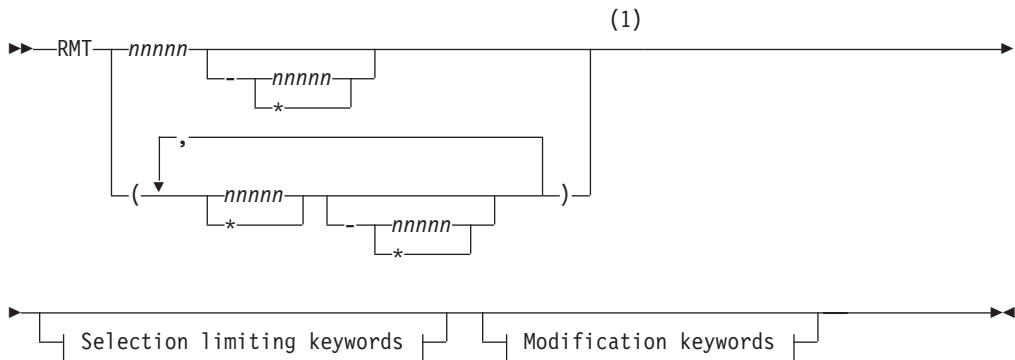 (1)
RMT nnnnn
- nnnnn
*
,
( nnnnn )
* - nnnnn
*
Selection limiting keywords Modification keywords